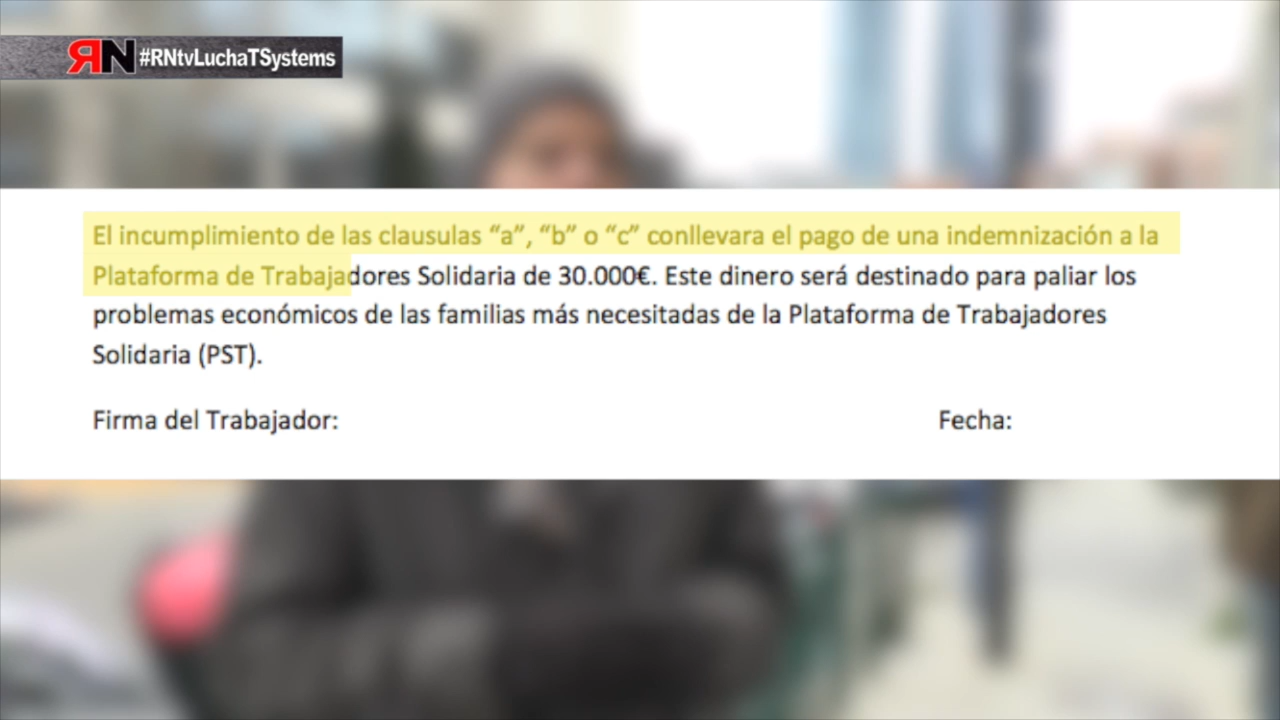 RN #RNtvLuchaTSystems
El incumplimiento de las clausulas “a”, “b” o “c” conllevara el pago de una indemnización a la
Plataforma de Trabajadores Solidaria de 30.000€. Este dinero será destinado para paliar los
problemas económicos de las familias más necesitadas de la Plataforma de Trabajadores
Solidaria (PST).
Firma del Trabajador: Fecha: